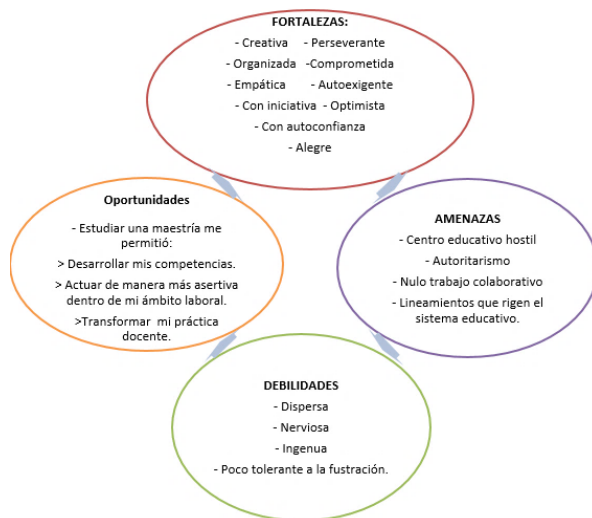 FORTALEZAS:
- Creativa - Perseverante
- Organizada -Comprometida
- Empática - Autoexigente
- Con iniciativa - Optimista
- Con autoconfianza
- Alegre
Oportunidades
- Estudiar una maestría me
permitió:
> Desarrollar mis competencias.
> Actuar de manera más asertiva
dentro de mi ámbito laboral.
>Transformar mi práctica
docente.
AMENAZAS
- Centro educativo hostil
- Autoritarismo
- Nulo trabajo colaborativo
- Lineamientos que rigen el
sistema educativo.
DEBILIDADES
- Dispersa
- Nerviosa
- Ingenua
- Poco tolerante a la fustración.